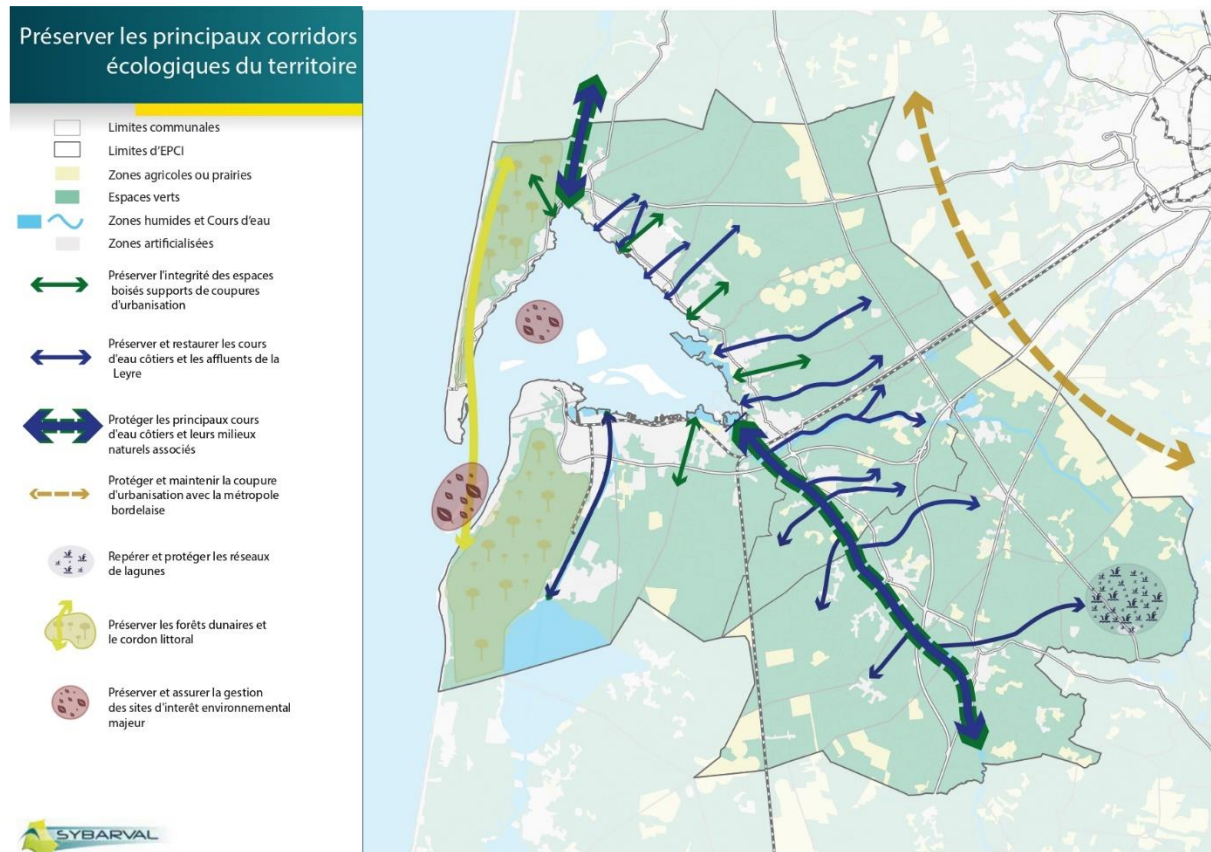 Préserver les principaux corridors
écologiques du territoire
Limites communales
Limites d'EPCI
Zones agricoles ou prairies
Espaces verts
Zones humides et Cours d'eau
Zones artificialisées
Préserver l'integrité des espaces
boisés supports de coupures
d'urbanisation
Préserver et restaurer les cours
d'eau côtiers et les affluents de la
Leyre
Protéger les principaux cours
d'eau côtiers et leurs milieux
naturels associés
Protéger et maintenir la coupure
d'urbanisation avec la métropole
bordelaise
Repérer et protéger les réseaux
de lagunes
Préserver les forêts dunaires et
le cordon littoral
Préserver et assurer la gestion
des sites d'interêt environnemental
majeur
SYBARVAL